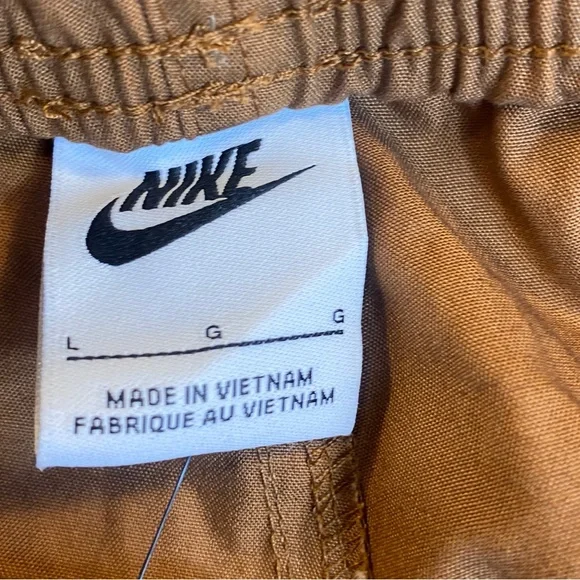 NIKE
L G G
MADE IN VIETNAM
FABRIQUE AU VIETNAM